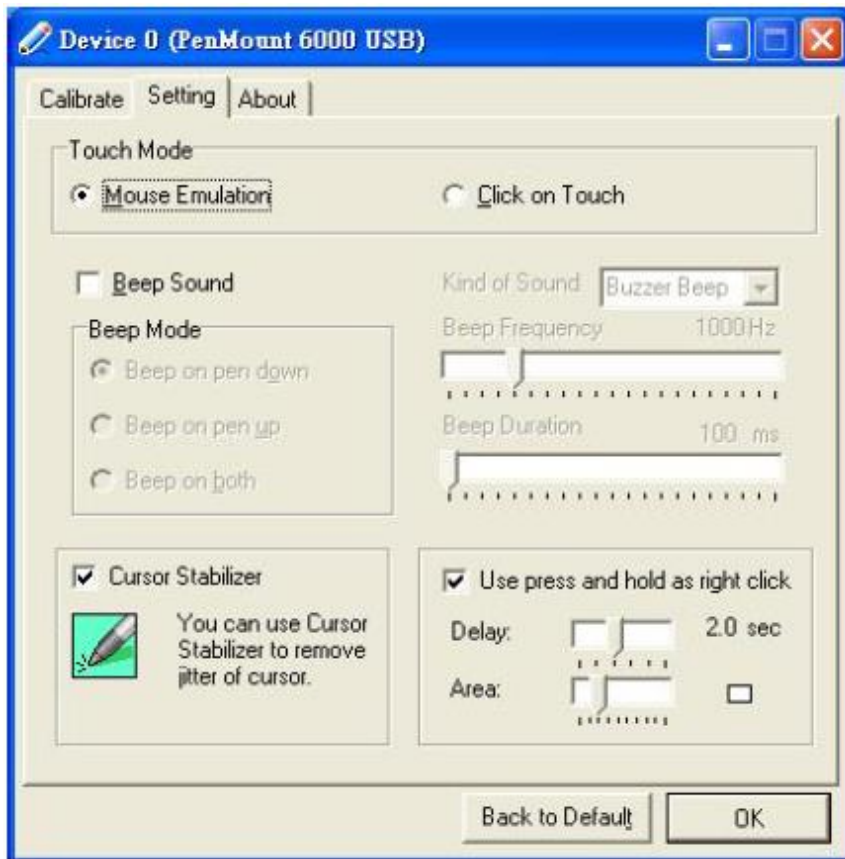 Device 0 (PenMount 6000 USB)
Calibrate Setting About
Touch Mode
Mouse Emulation
Click on Touch
Beep Sound
Kind of Sound Buzzer Beep
Beep Mode
Beep on pen down
Beep on pen up
Beep on both
Beep Frequency 1000Hz
Beep Duration 100 ms
Cursor Stabilizer
You can use Cursor
Stabilizer to remove
jitter of cursor.
Use press and hold as right click
Delay: 2.0 sec
Area:
Back to Default OK